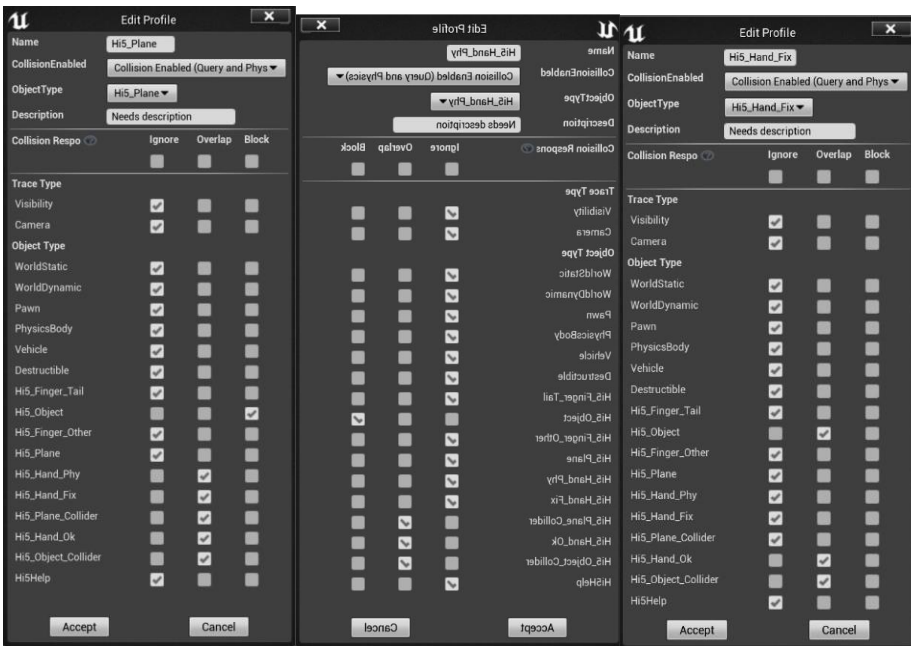 Edit Profile
Name Hi5_Plane
CollisionEnabled Collision Enabled (Query and Phys
ObjectType Hi5_Plane
Description Needs description
Collision Respo Ignore Overlap Block
Trace Type
Visibility
Camera
Object Type
WorldStatic
WorldDynamic
Pawn
PhysicsBody
Vehicle
Destructible
Hi5_Finger_Tail
Hi5_Object
Hi5_Finger_Other
Hi5_Plane
Hi5_Hand_Phy
Hi5_Hand_Fix
Hi5_Plane_Collider
Hi5_Hand_Ok
Hi5_Object_Collider
Hi5Help
Accept Cancel
Edit Profile
Name Hi5_Hand_Phy
CollisionEnabled Collision Enabled (Query and Physics)
ObjectType Hi5_Hand_Phy
Description Needs description
Collision Respons Ignore Overlap Block
Trace Type
Visibility
Camera
Object Type
WorldStatic
WorldDynamic
Pawn
PhysicsBody
Vehicle
Destructible
Hi5_Finger_Tail
Hi5_Object
Hi5_Finger_Other
Hi5_Plane
Hi5_Hand_Phy
Hi5_Hand_Fix
Hi5_Plane_Collider
Hi5_Hand_Ok
Hi5_Object_Collider
Hi5Help
Accept Cancel
Edit Profile
Name Hi5_Hand_Fix
CollisionEnabled Collision Enabled (Query and Phys
ObjectType Hi5_Hand_Fix
Description Needs description
Collision Respo Ignore Overlap Block
Trace Type
Visibility
Camera
Object Type
WorldStatic
WorldDynamic
Pawn
PhysicsBody
Vehicle
Destructible
Hi5_Finger_Tail
Hi5_Object
Hi5_Finger_Other
Hi5_Plane
Hi5_Hand_Phy
Hi5_Hand_Fix
Hi5_Plane_Collider
Hi5_Hand_Ok
Hi5_Object_Collider
Hi5Help
Accept Cancel